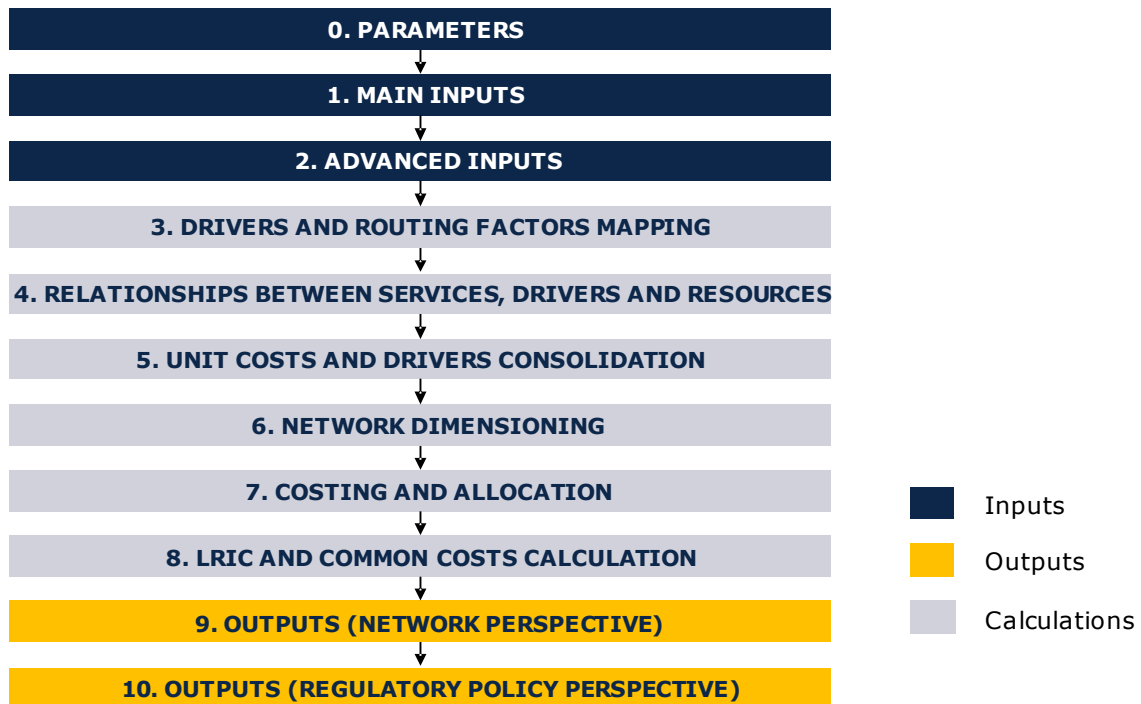 0. PARAMETERS
1. MAIN INPUTS
2. ADVANCED INPUTS
3. DRIVERS AND ROUTING FACTORS MAPPING
4. RELATIONSHIPS BETWEEN SERVICES, DRIVERS AND RESOURCES
5. UNIT COSTS AND DRIVERS CONSOLIDATION
6. NETWORK DIMENSIONING
7. COSTING AND ALLOCATION
8. LRIC AND COMMON COSTS CALCULATION
9. OUTPUTS (NETWORK PERSPECTIVE)
10. OUTPUTS (REGULATORY POLICY PERSPECTIVE)
Inputs
Outputs
Calculations